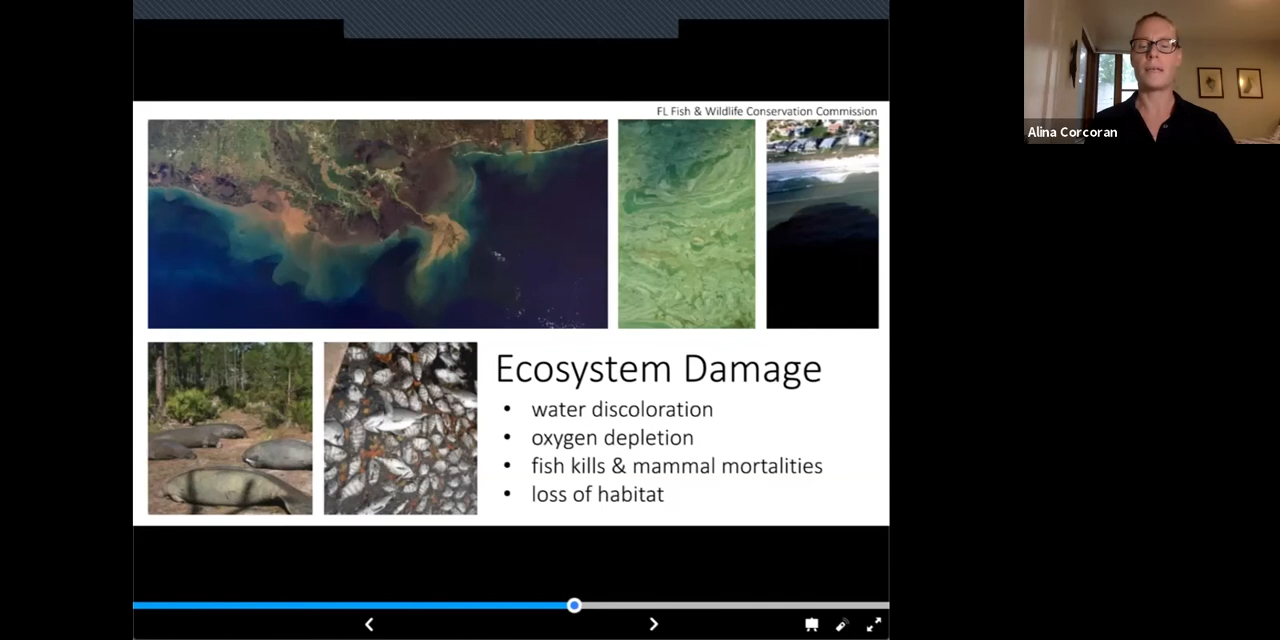 FL Fish & Wildlife Conservation Commission
Alina Corcoran
Ecosystem Damage
• water discoloration
• oxygen depletion
• fish kills & mammal mortalities
• loss of habitat